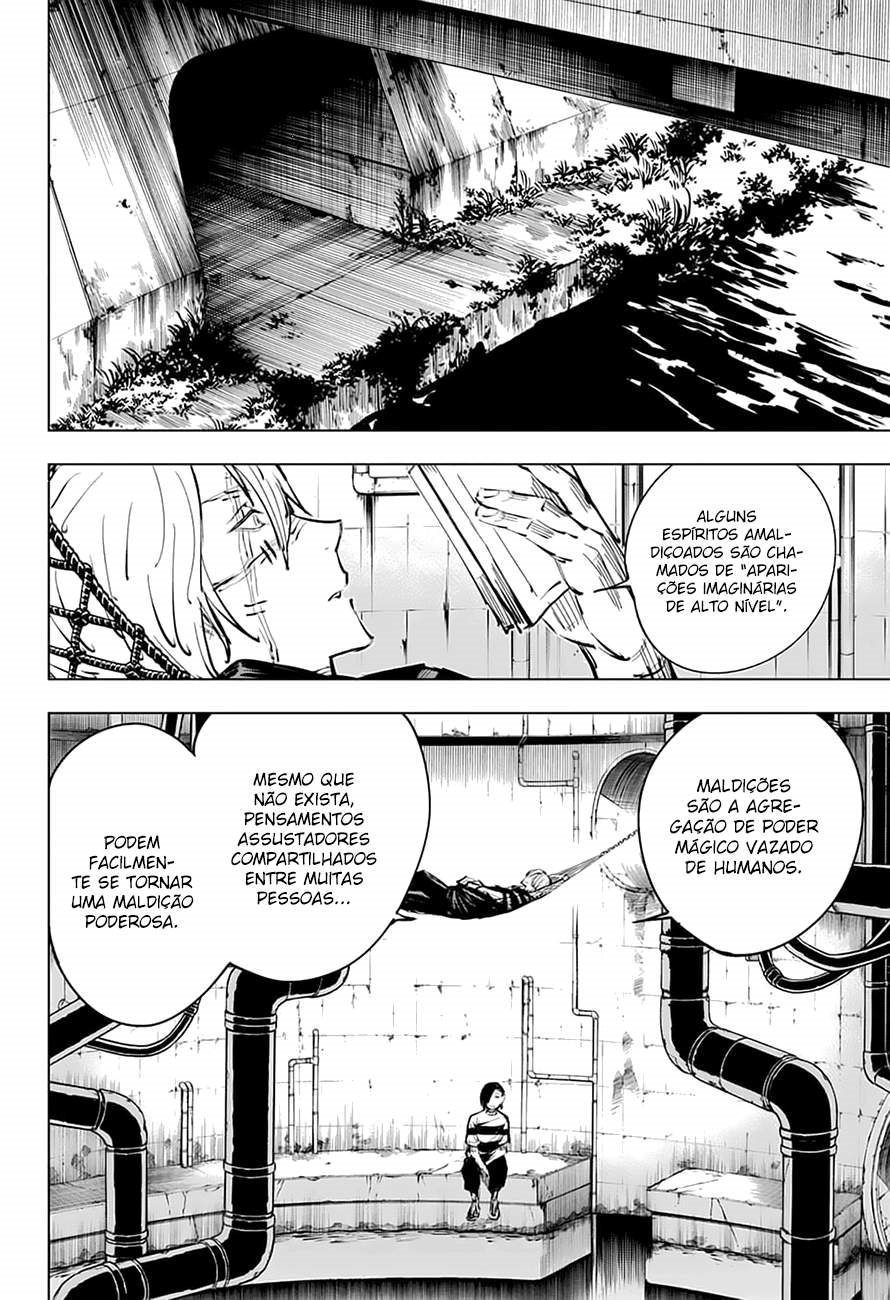 ALGUNS
ESPÍRITOS AMAL-
DIÇOADOS SÃO CHA-
MADOS DE "APARI-
ÇÕES IMAGINÁRIAS
DE ALTO NÍVEL".
MALDIÇÕES
SÃO A AGRE-
GAÇÃO DE PODER
MÁGICO VAZADO
DE HUMANOS.
MESMO QUE
NÃO EXISTA,
PENSAMENTOS
ASSUSTADORES
COMPARTILHADOS
ENTRE MUITAS
PESSOAS...
PODEM
FACILMEN-
TE SE TORNAR
UMA MALDIÇÃO
PODEROSA.